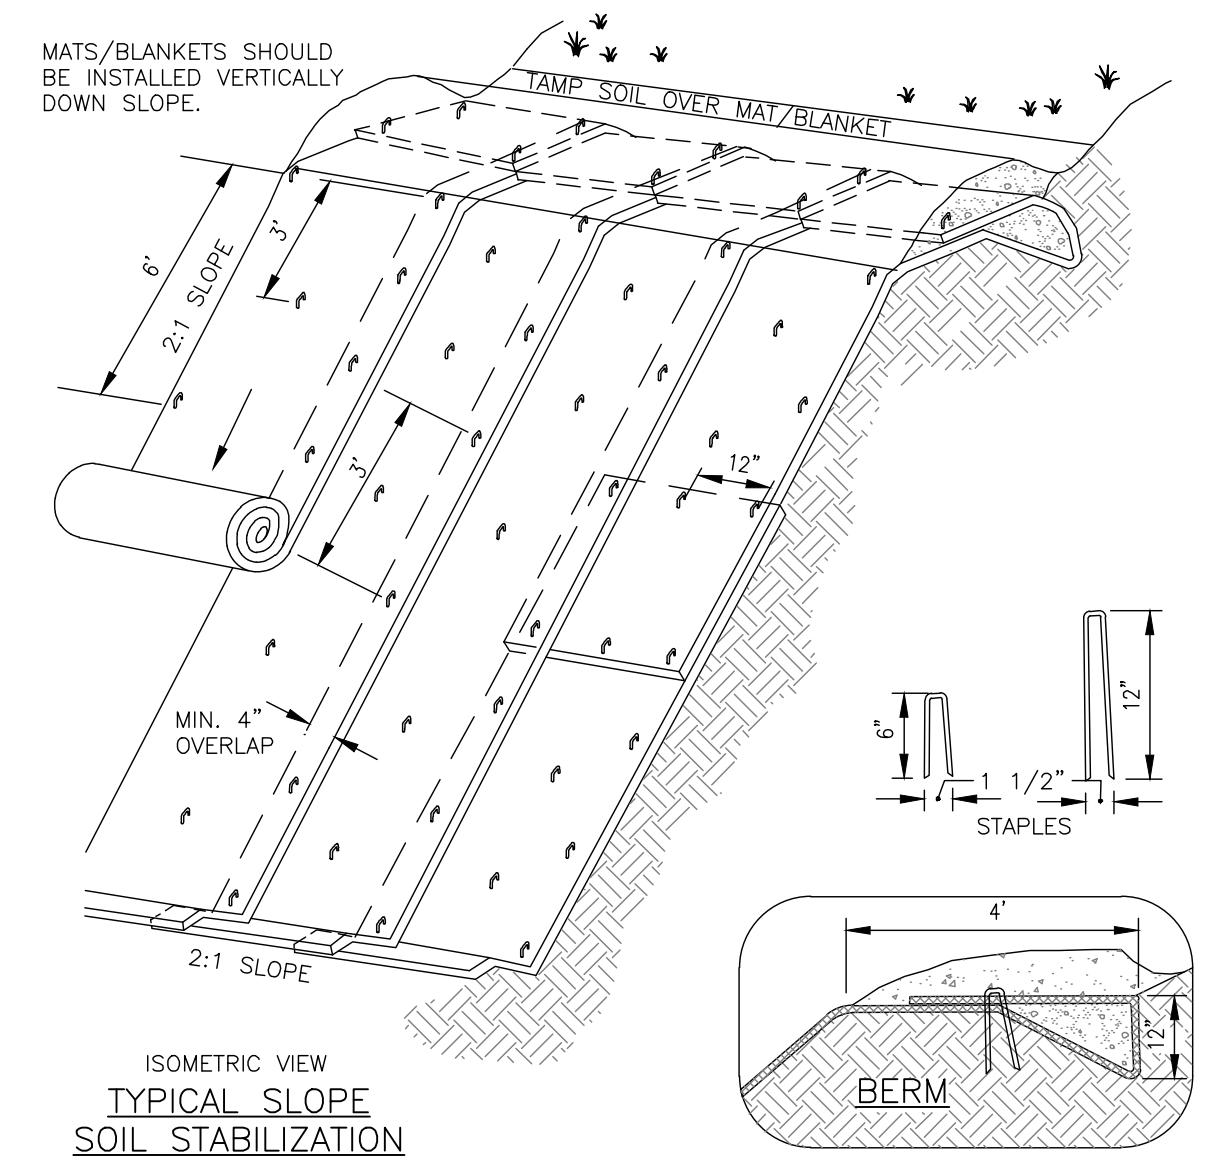 MATS/BLANKETS SHOULD
BE INSTALLED VERTICALLY
DOWN SLOPE.
TAMP SOIL OVER MAT/BLANKET
6'
3'
2:1 SLOPE
3'
12"
MIN. 4"
OVERLAP
2:1 SLOPE
6"
12"
1 1/2"
STAPLES
4'
12"
BERM
ISOMETRIC VIEW
TYPICAL SLOPE
SOIL STABILIZATION